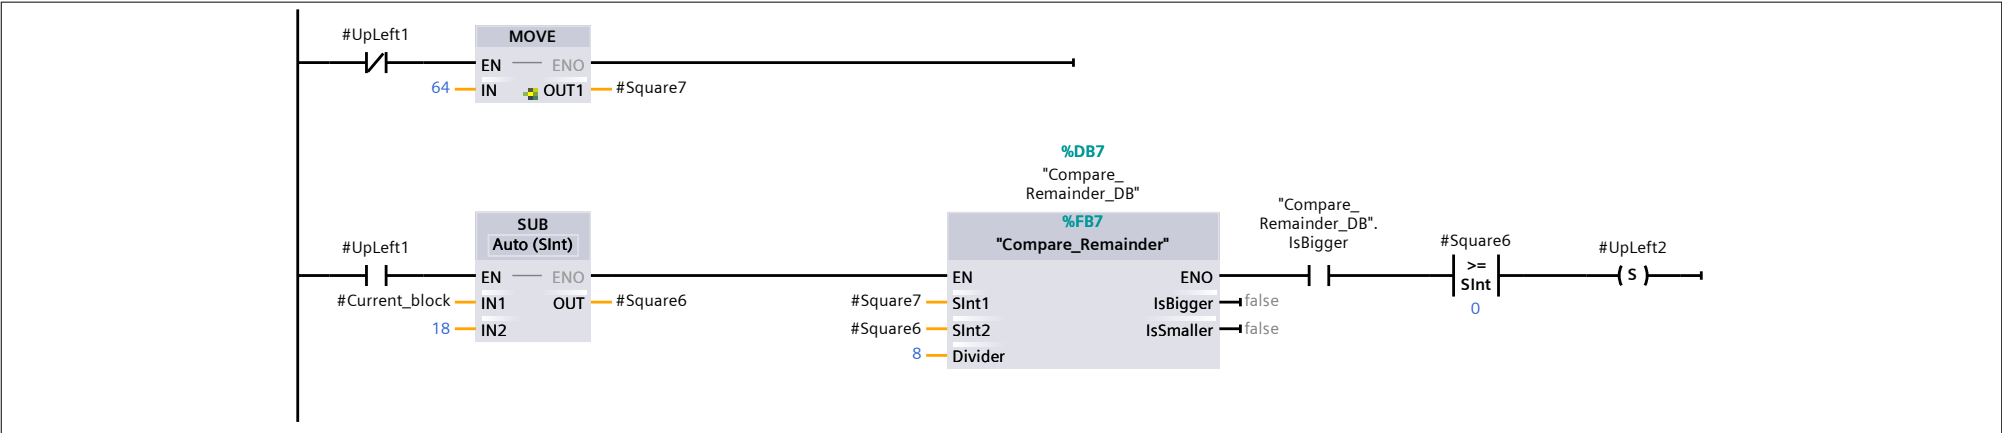 #UpLeft1
MOVE
EN
ENO
64
IN
OUT1
#Square7
%DB7
"Compare_
Remainder_DB"
#UpLeft1
SUB
Auto (SInt)
EN
ENO
#Current_block
IN1
OUT
#Square6
18
IN2
%FB7
"Compare_Remainder"
EN
ENO
#Square7
SInt1
IsBigger
false
#Square6
SInt2
IsSmaller
false
8
Divider
"Compare_
Remainder_DB".
IsBigger
#Square6
>=
SInt
0
#UpLeft2
S